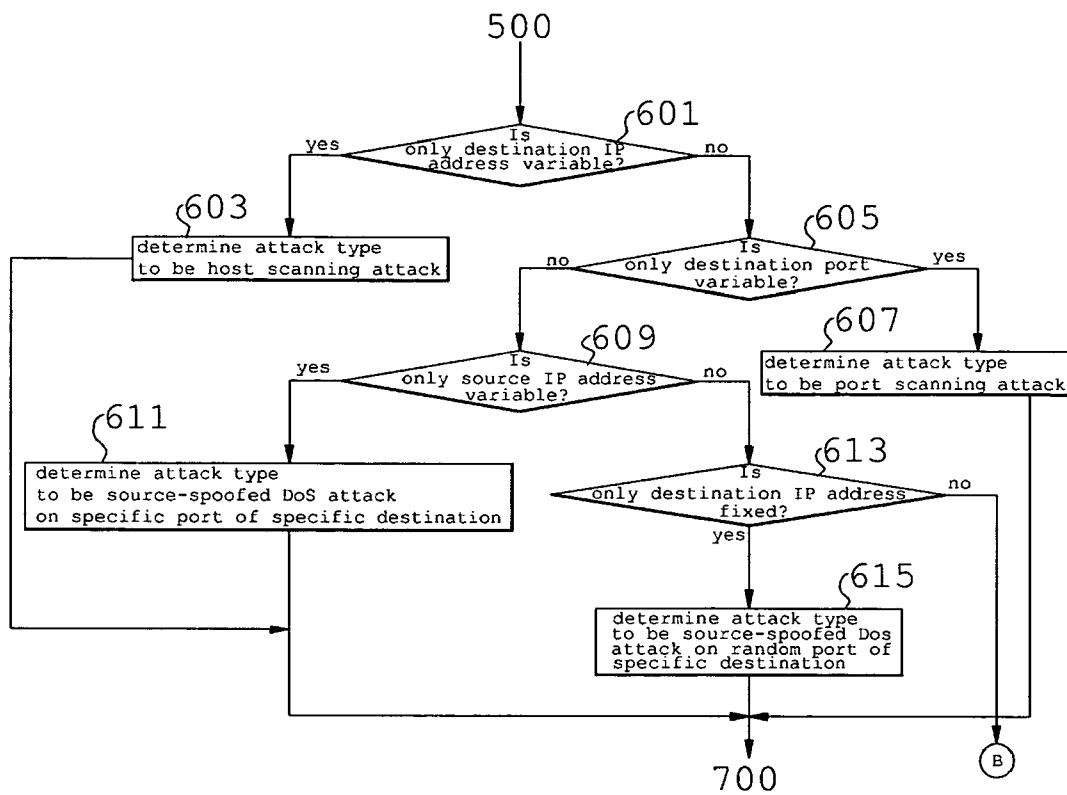 500
601
Is
only destination IP
address variable?
yes
no
603
determine attack type
to be host scanning attack
605
Is
only destination port
variable?
no
yes
607
determine attack type
to be port scanning attack
609
Is
only source IP address
variable?
yes
no
611
determine attack type
to be source-spoofed DoS attack
on specific port of specific destination
613
Is
only destination IP address
fixed?
no
yes
615
determine attack type
to be source-spoofed Dos
attack on random port of
specific destination
700
B